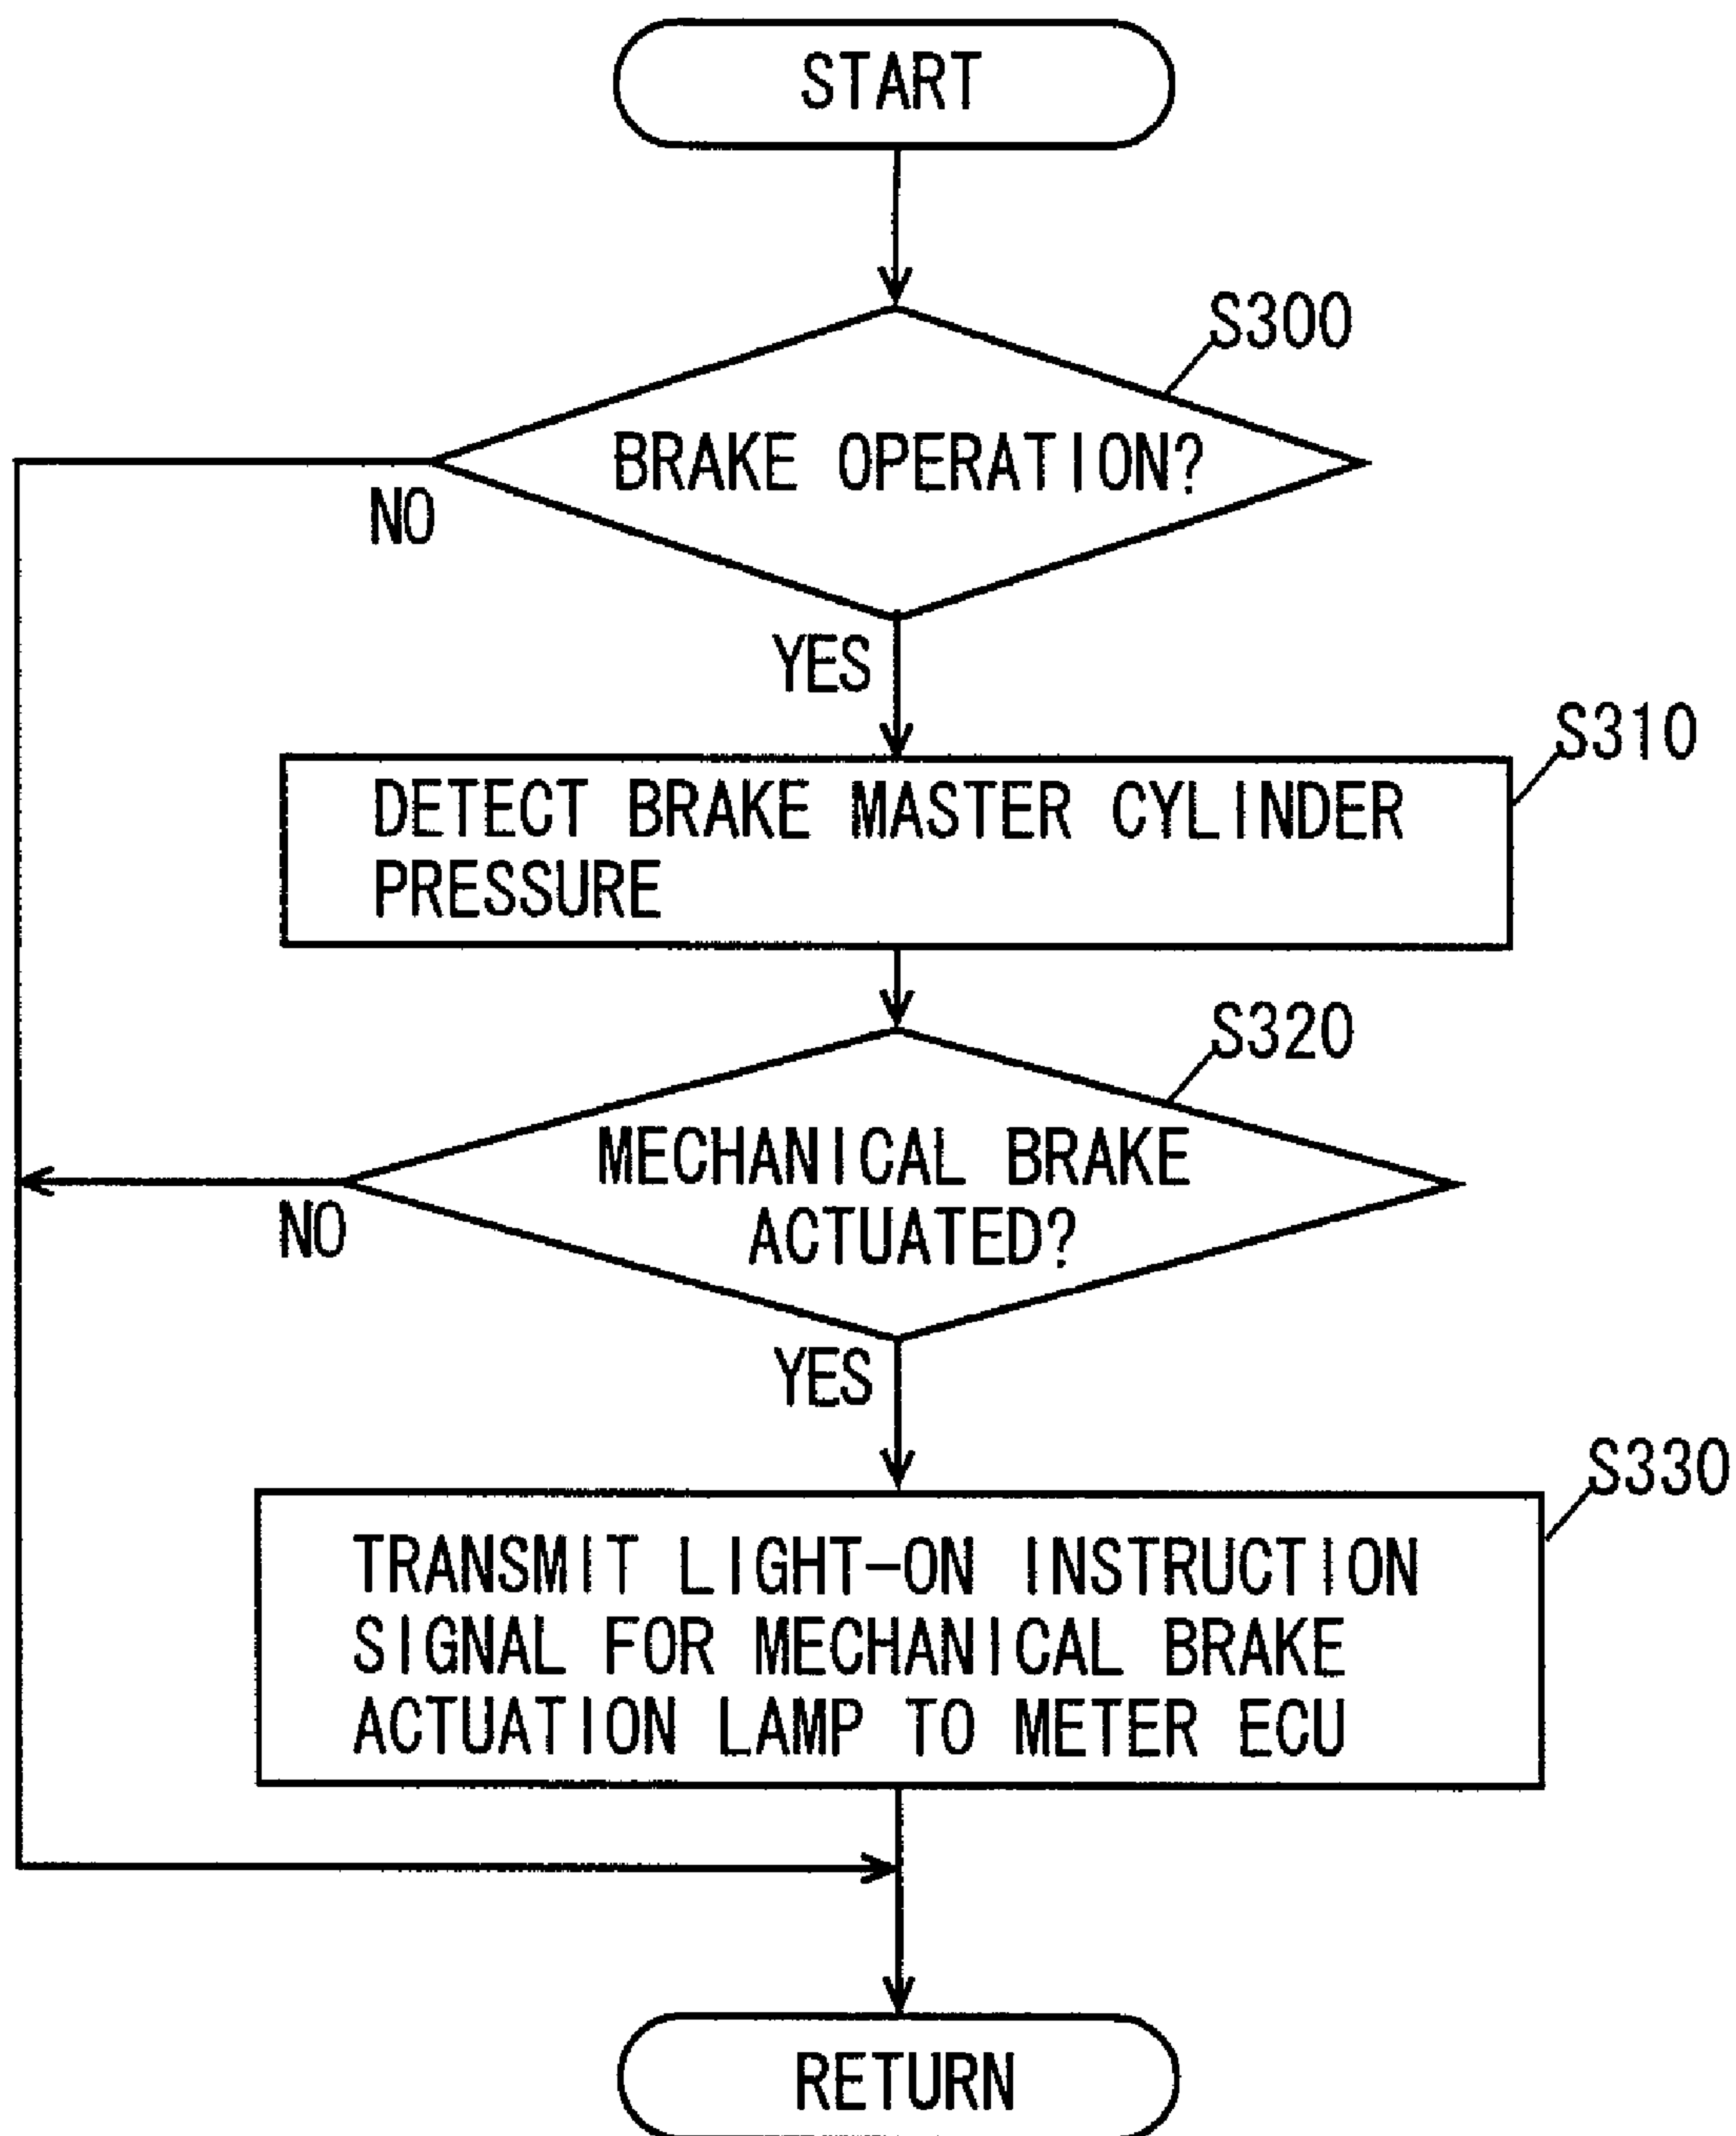 START
S300
BRAKE OPERATION?
NO
YES
S310
DETECT BRAKE MASTER CYLINDER
PRESSURE
S320
MECHANICAL BRAKE
ACTUATED?
NO
YES
S330
TRANSMIT LIGHT-ON INSTRUCTION
SIGNAL FOR MECHANICAL BRAKE
ACTUATION LAMP TO METER ECU
RETURN